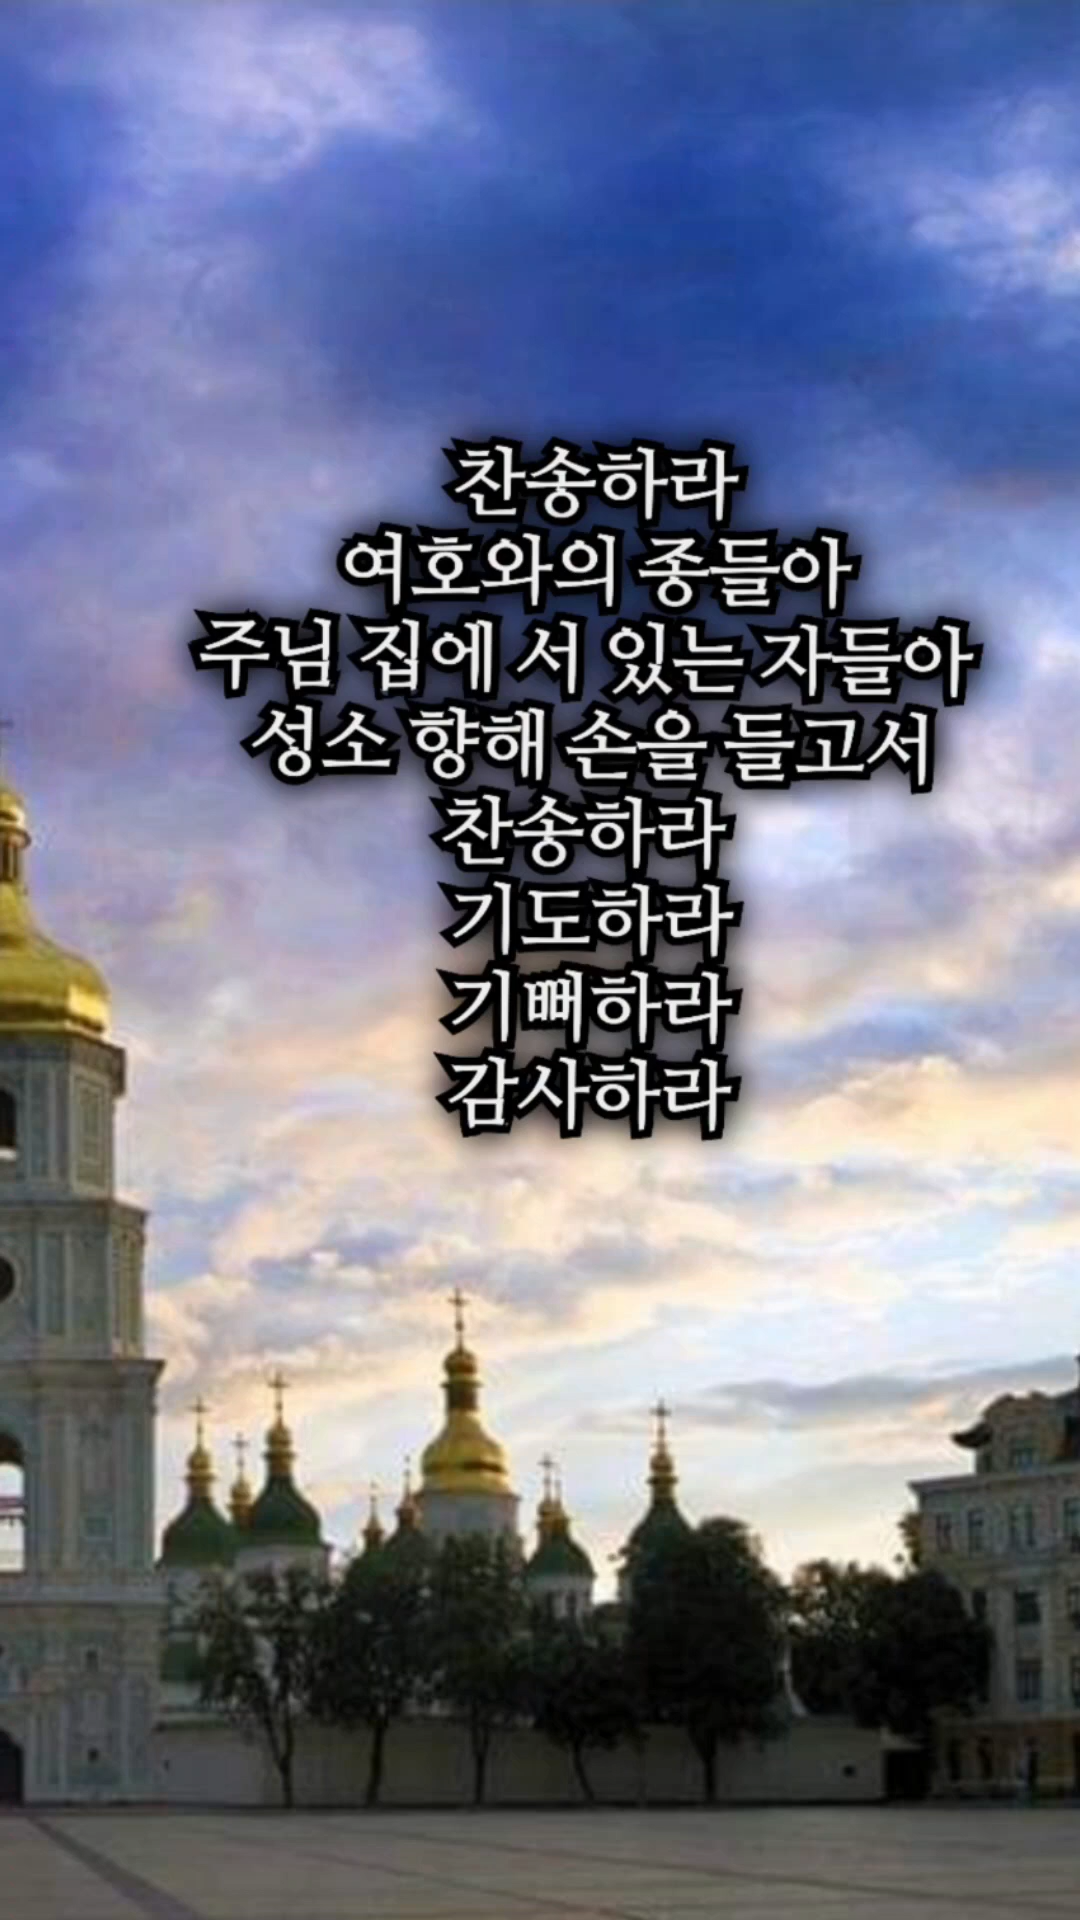 찬송하라
여호와의 종들아
주님 집에 서 있는 자들아
성소 향해 손을 들고서
찬송하라
기도하라
기뻐하라
감사하라